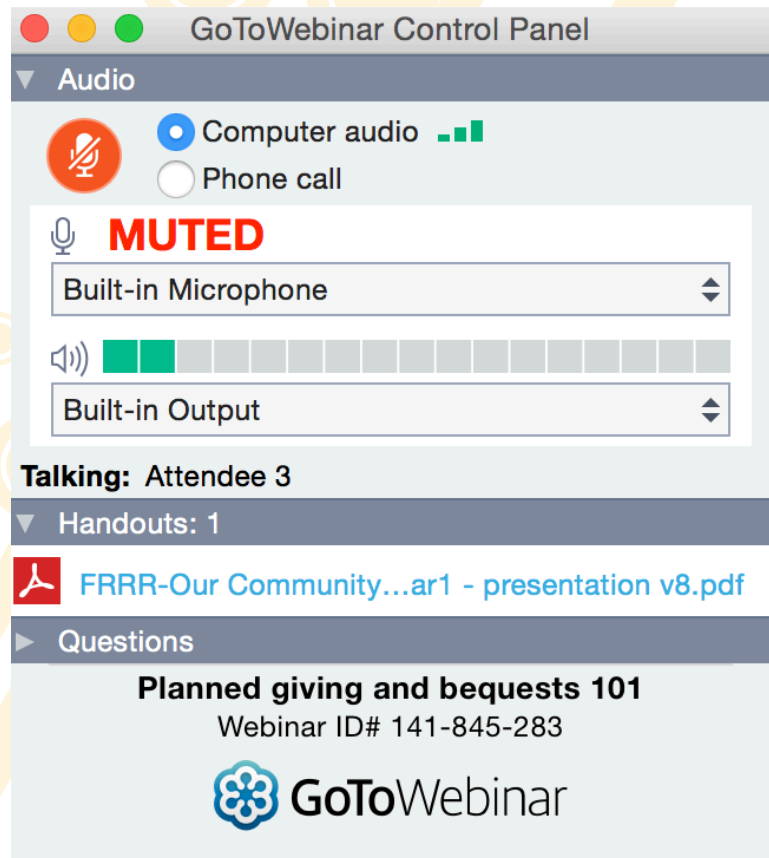 GoToWebinar Control Panel
Audio
Computer audio
Phone call
MUTED
Built-in Microphone
Built-in Output
Talking: Attendee 3
Handouts: 1
FRRR-Our Community...ar1 - presentation v8.pdf
Questions
Planned giving and bequests 101
Webinar ID# 141-845-283
GoToWebinar